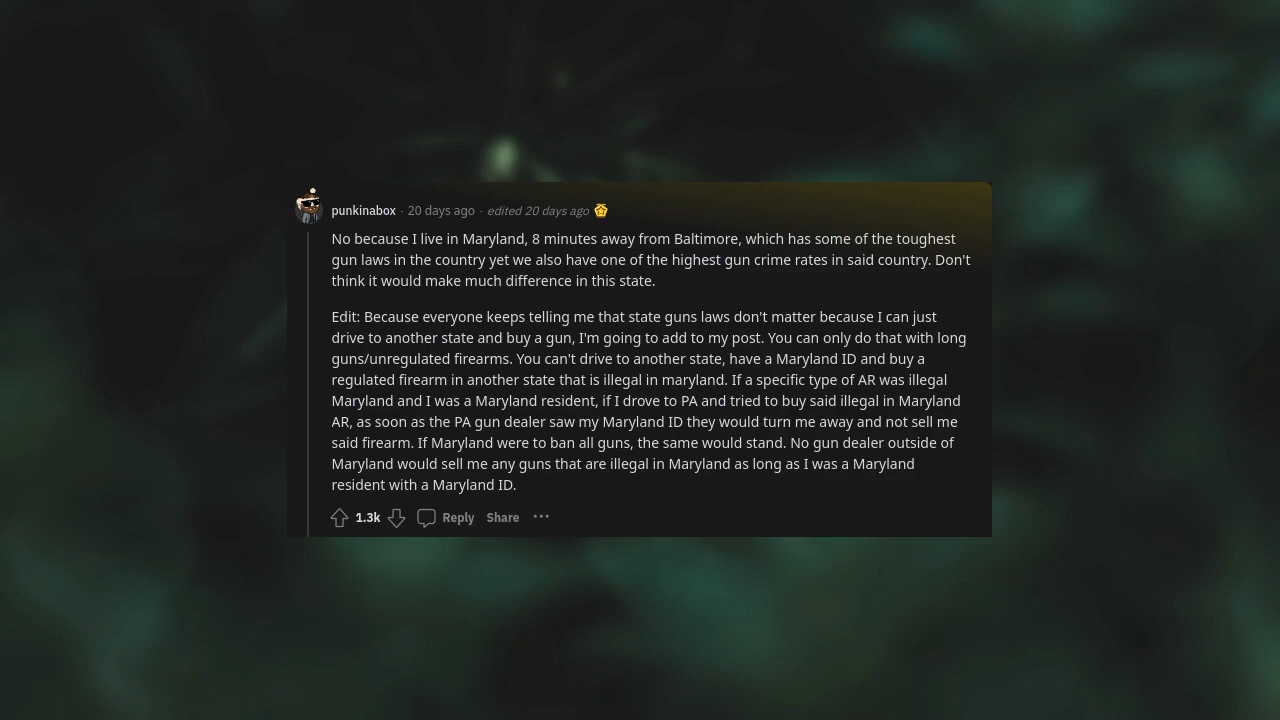 punkinabox · 20 days ago · edited 20 days ago
No because I live in Maryland, 8 minutes away from Baltimore, which has some of the toughest
gun laws in the country yet we also have one of the highest gun crime rates in said country. Don't
think it would make much difference in this state.
Edit: Because everyone keeps telling me that state guns laws don't matter because I can just
drive to another state and buy a gun, I'm going to add to my post. You can only do that with long
guns/unregulated firearms. You can't drive to another state, have a Maryland ID and buy a
regulated firearm in another state that is illegal in maryland. If a specific type of AR was illegal
Maryland and I was a Maryland resident, if I drove to PA and tried to buy said illegal in Maryland
AR, as soon as the PA gun dealer saw my Maryland ID they would turn me away and not sell me
said firearm. If Maryland were to ban all guns, the same would stand. No gun dealer outside of
Maryland would sell me any guns that are illegal in Maryland as long as I was a Maryland
resident with a Maryland ID.
1.3k Reply Share ···